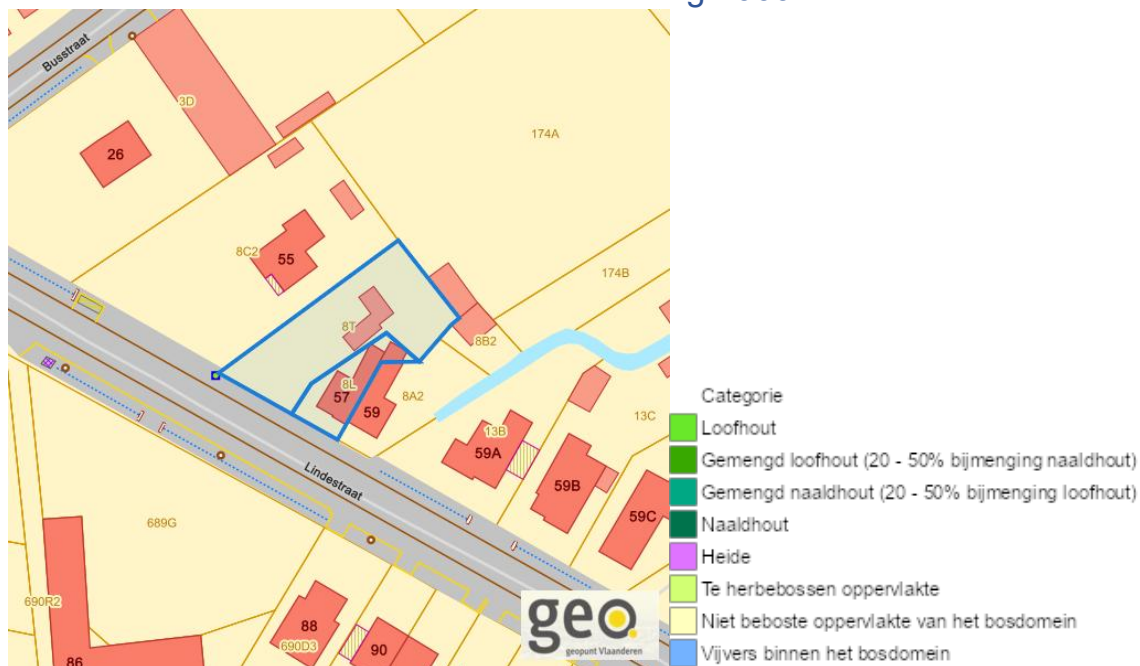 Busstraat
3D
26
174A
8C2
55
174B
8T
8B2
8L
57
59
8A2
13C
13B
59A
59B
59C
Lindestraat
689G
690R2
88
690D3
90
86
geo
geopunt Vlaanderen
Categorie
Loofhout
Gemengd loofhout (20 - 50% bijmenging naaldhout)
Gemengd naaldhout (20 - 50% bijmenging loofhout)
Naaldhout
Heide
Te herbebossen oppervlakte
Niet beboste oppervlakte van het bosdomein
Vijvers binnen het bosdomein